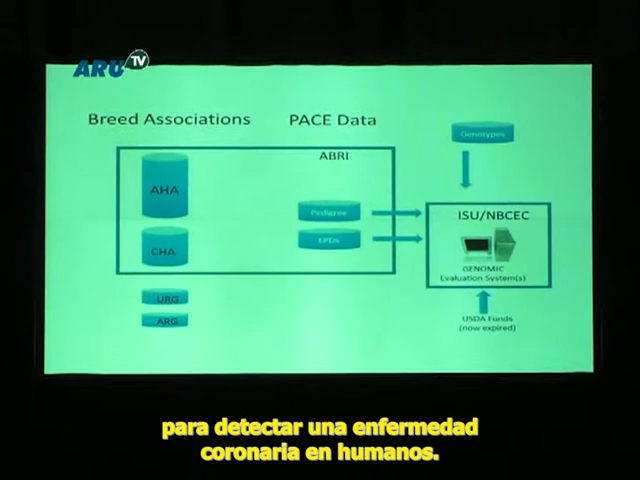 ARU TV
Breed Associations
PACE Data
Genotypes
ABRI
AHA
Pedigree
ISU/NBCEC
CHA
EPDs
GENOMIC
Evaluation System(s)
URG
ARG
USDA Funds
(now expired)
para detectar una enfermedad
coronaria en humanos.